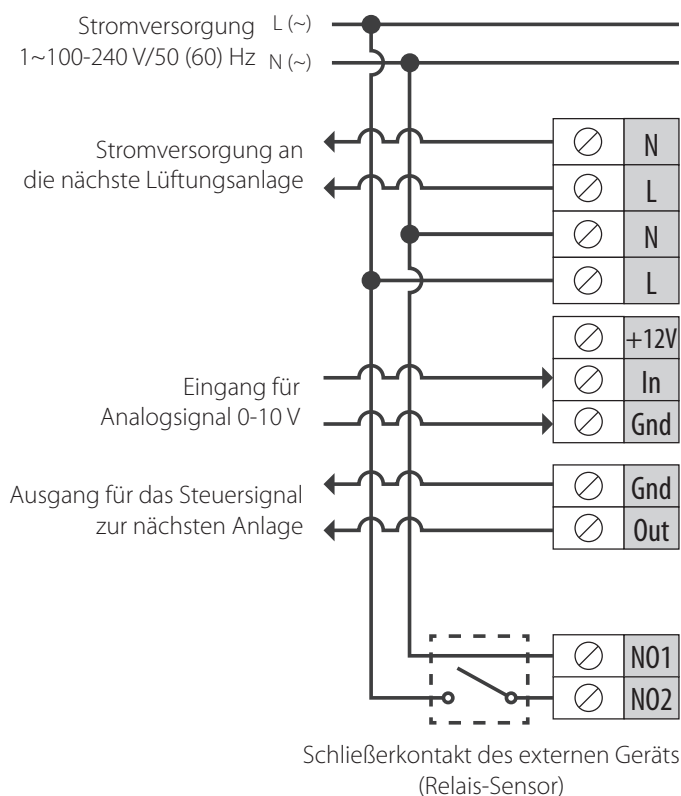 Stromversorgung L (~)
1~100-240 V/50 (60) Hz N (~)
Stromversorgung an
die nächste Lüftungsanlage
N
L
N
L
+12V
Eingang für
Analogsignal 0-10 V
In
Gnd
Ausgang für das Steuersignal
zur nächsten Anlage
Gnd
Out
NO1
NO2
Schließerkontakt des externen Geräts
(Relais-Sensor)